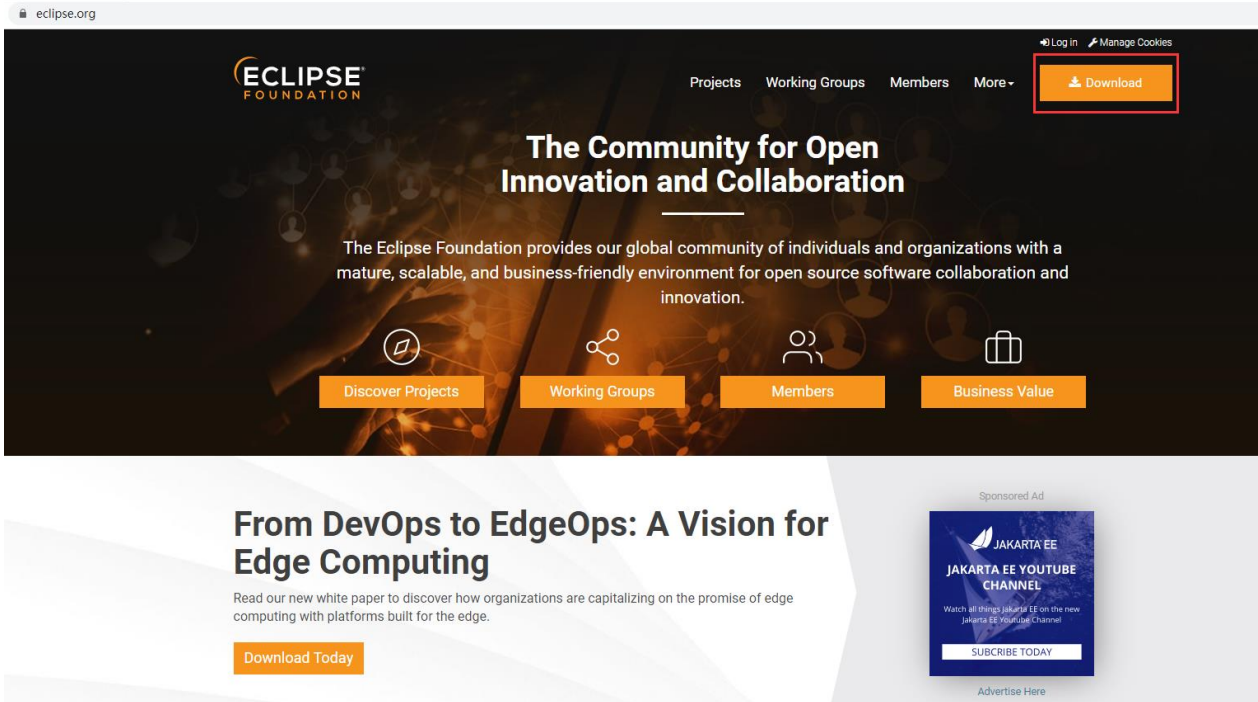 eclipse.org
Log in Manage Cookies
ECLIPSE
FOUNDATION
Projects Working Groups Members More Download
The Community for Open
Innovation and Collaboration
The Eclipse Foundation provides our global community of individuals and organizations with a
mature, scalable, and business-friendly environment for open source software collaboration and
innovation.
Discover Projects Working Groups Members Business Value
From DevOps to EdgeOps: A Vision for
Edge Computing
Read our new white paper to discover how organizations are capitalizing on the promise of edge
computing with platforms built for the edge.
Download Today
Sponsored Ad
JAKARTA EE
JAKARTA EE YOUTUBE
CHANNEL
Watch all things Jakarta EE on the new
Jakarta EE Youtube Channel
SUBCRIBE TODAY
Advertise Here